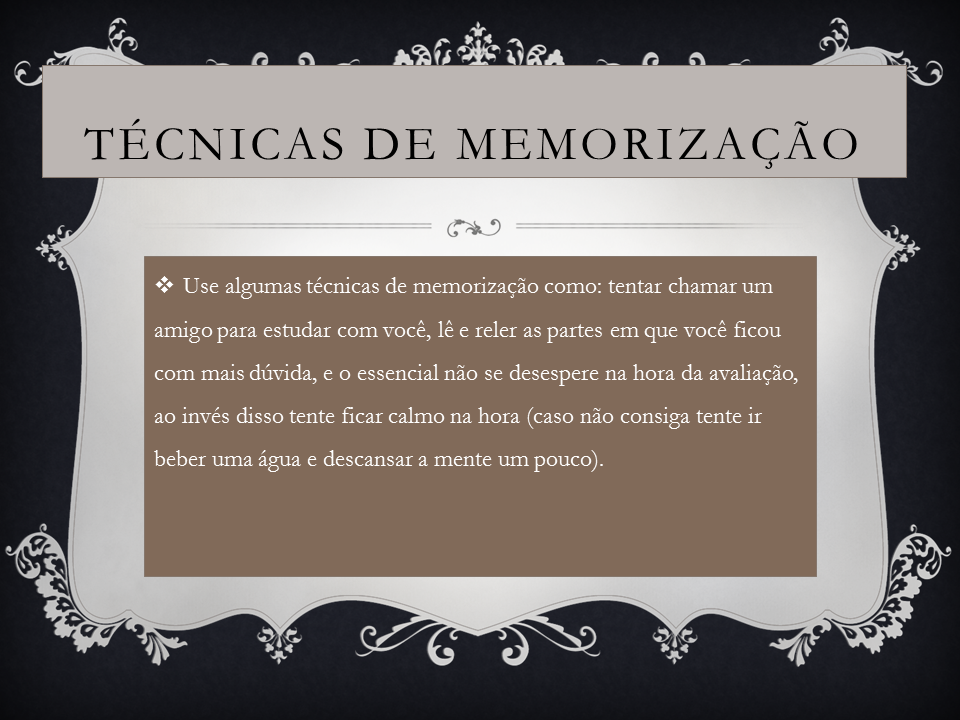 TÉCNICAS DE MEMORIZAÇÃO
❖ Use algumas técnicas de memorização como: tentar chamar um
amigo para estudar com você, lê e reler as partes em que você ficou
com mais dúvida, e o essencial não se desespere na hora da avaliação,
ao invés disso tente ficar calmo na hora (caso não consiga tente ir
beber uma água e descansar a mente um pouco).